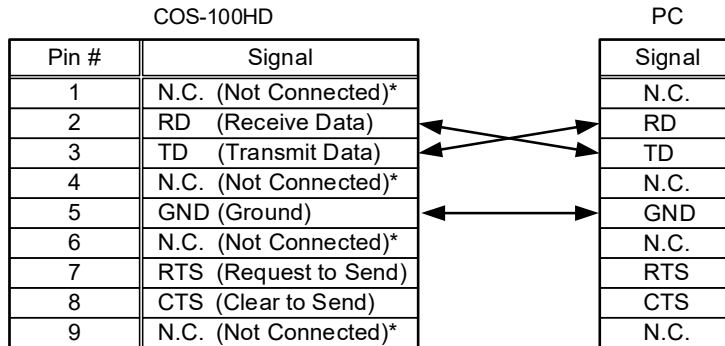 COS-100HD PC
Pin # Signal Signal
1 N.C. (Not Connected)* N.C.
2 RD (Receive Data) RD
3 TD (Transmit Data) TD
4 N.C. (Not Connected)* N.C.
5 GND (Ground) GND
6 N.C. (Not Connected)* N.C.
7 RTS (Request to Send) RTS
8 CTS (Clear to Send) CTS
9 N.C. (Not Connected)* N.C.